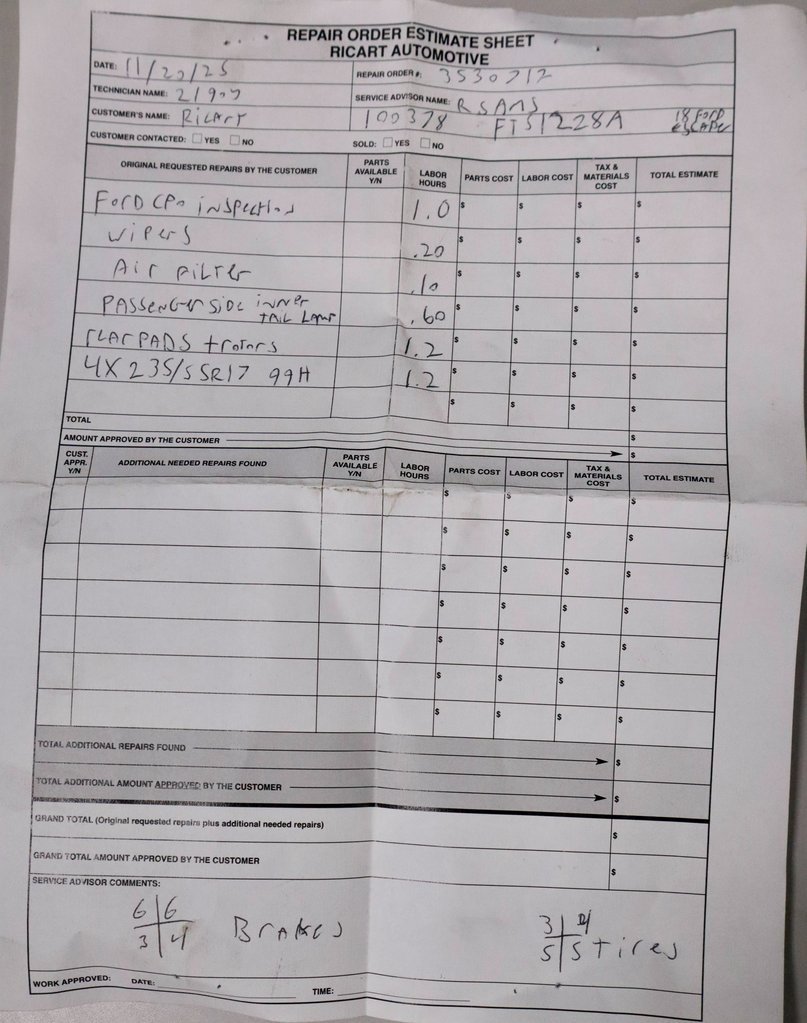 REPAIR ORDER ESTIMATE SHEET
RICART AUTOMOTIVE
DATE: 11/20/25 REPAIR ORDER #: 3530712
TECHNICIAN NAME: 21909 SERVICE ADVISOR NAME: RSAMS
CUSTOMER'S NAME: Ricart 100378 FTS1228A 18 Ford escape
CUSTOMER CONTACTED: YES NO SOLD: YES NO
ORIGINAL REQUESTED REPAIRS BY THE CUSTOMER PARTS AVAILABLE Y/N LABOR HOURS PARTS COST LABOR COST TAX & MATERIALS COST TOTAL ESTIMATE
Ford CPo inspection 1.0 $ $ $ $
wipers .20 $ $ $ $
Air Filter .10 $ $ $ $
PASSENGER SIDE inner tail Lamp .60 $ $ $ $
rear PADS + rotors 1.2 $ $ $ $
4X 235/55R17 99H 1.2 $ $ $ $
$ $ $ $
TOTAL $
AMOUNT APPROVED BY THE CUSTOMER $
CUST. APPR. Y/N ADDITIONAL NEEDED REPAIRS FOUND PARTS AVAILABLE Y/N LABOR HOURS PARTS COST LABOR COST TAX & MATERIALS COST TOTAL ESTIMATE
$ $ $ $
$ $ $ $
$ $ $ $
$ $ $ $
$ $ $ $
$ $ $ $
$ $ $ $
TOTAL ADDITIONAL REPAIRS FOUND $
TOTAL ADDITIONAL AMOUNT APPROVED BY THE CUSTOMER $
GRAND TOTAL (Original requested repairs plus additional needed repairs) $
GRAND TOTAL AMOUNT APPROVED BY THE CUSTOMER $
SERVICE ADVISOR COMMENTS:
6 6 3 4
3 4 Brakes 5 5 tires
WORK APPROVED: DATE: TIME: